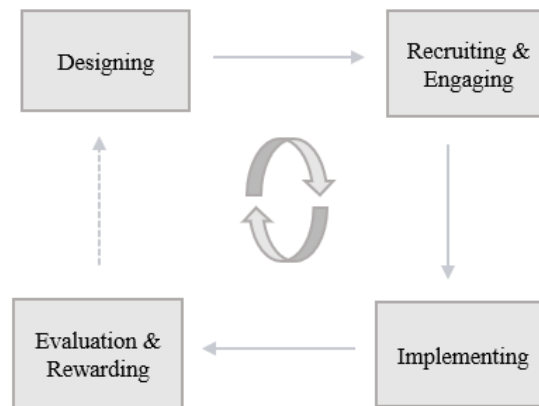 Designing
Recruiting &
Engaging
Evaluation &
Rewarding
Implementing